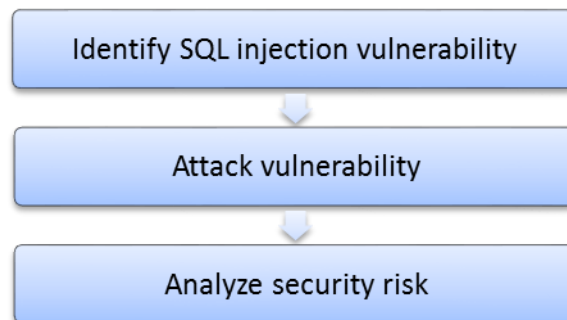 Identify SQL injection vulnerability
Attack vulnerability
Analyze security risk